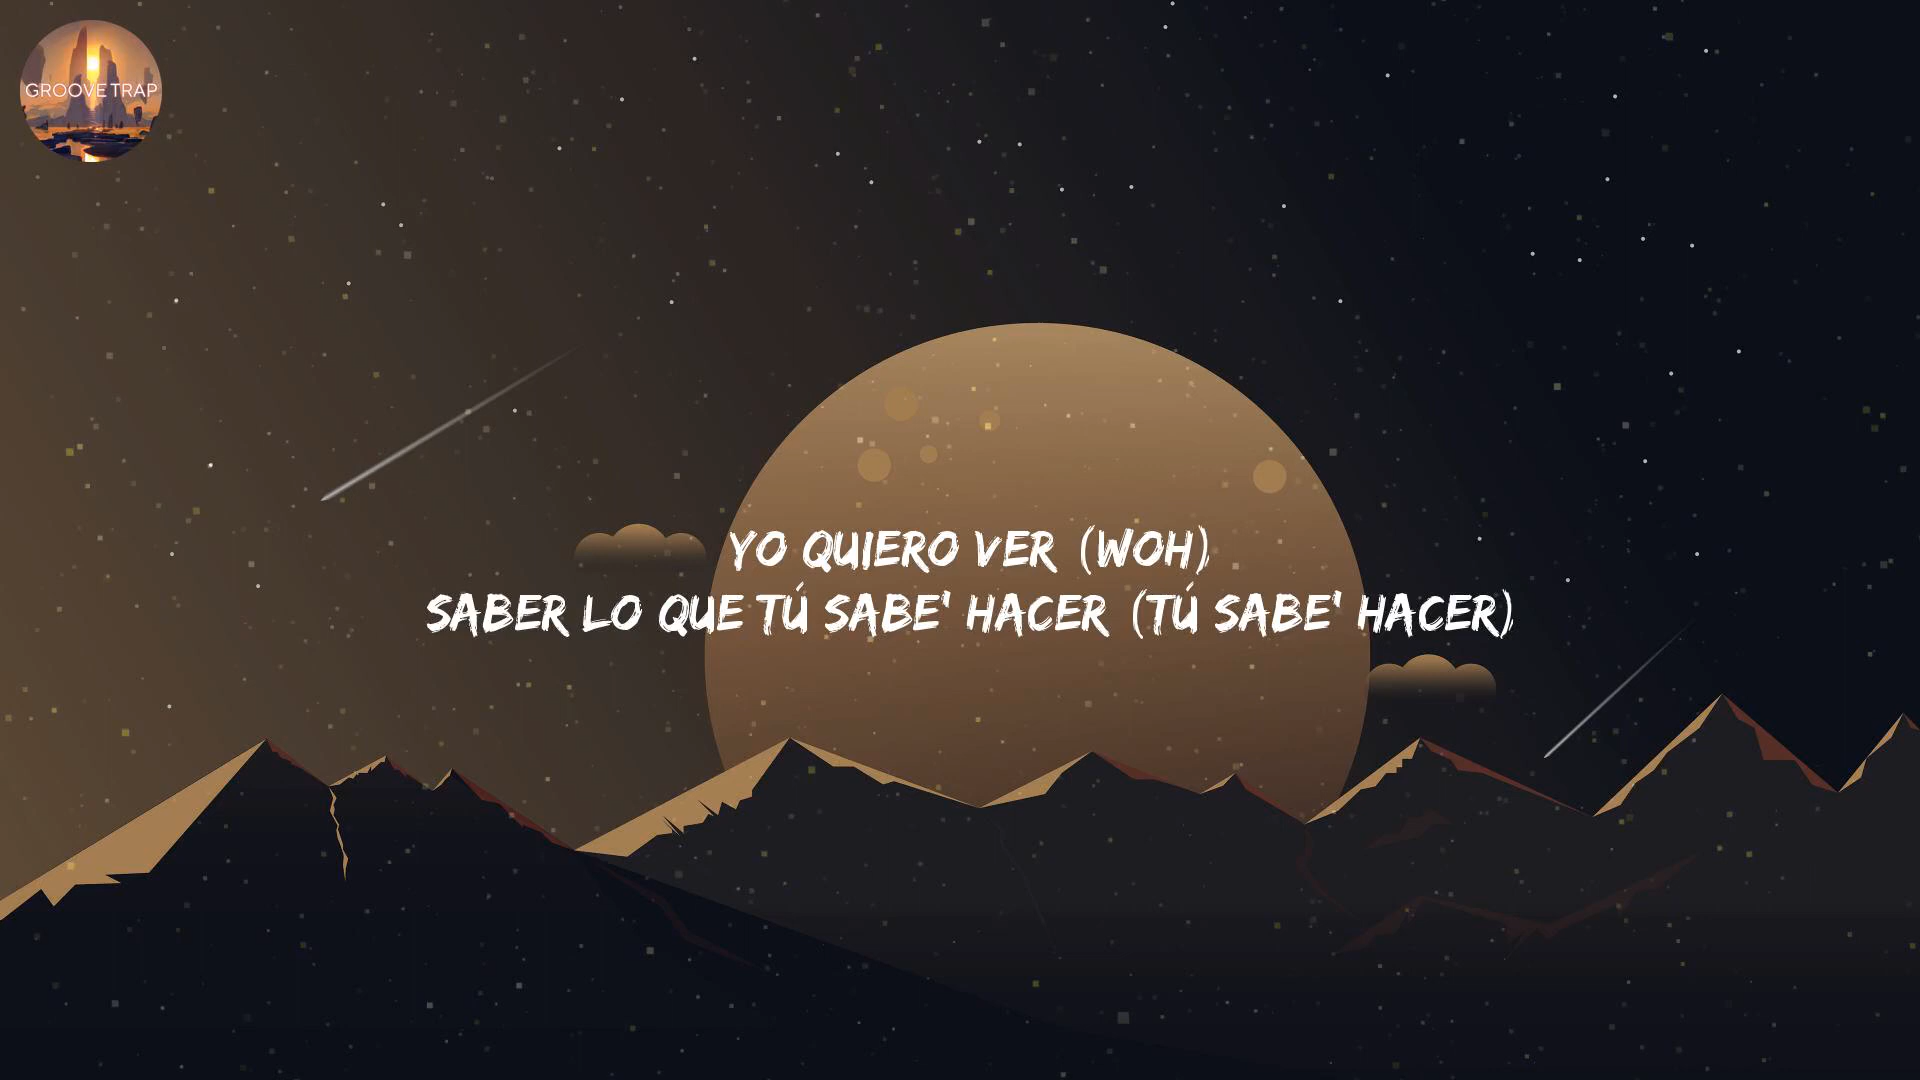 GROOVE TRAP
YO QUIERO VER (WOH)
SABER LO QUE TÚ SABE' HACER (TÚ SABE' HACER)